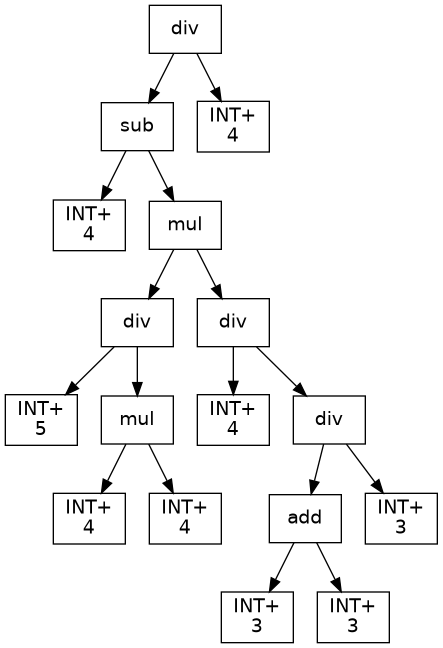 div
sub
INT+
4
INT+
4
mul
div
div
INT+
5
mul
INT+
4
div
INT+
4
INT+
4
add
INT+
3
INT+
3
INT+
3